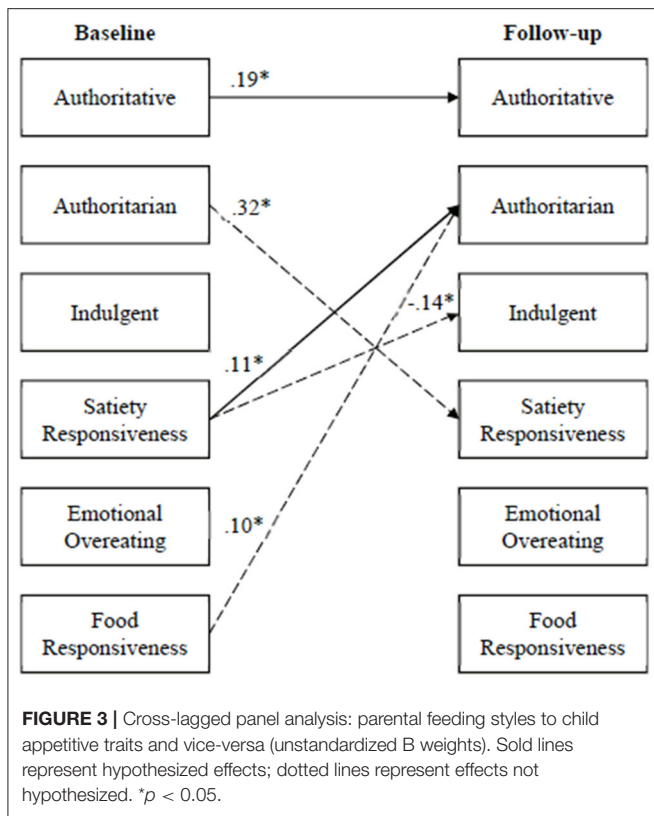 Baseline Follow-up
.19*
Authoritative Authoritative
Authoritarian .32* Authoritarian
Indulgent -.14* Indulgent
.11*
Satiety Satiety
Responsiveness Responsiveness
Emotional Emotional
Overeating .10* Overeating
Food Food
Responsiveness Responsiveness
FIGURE 3 | Cross-lagged panel analysis: parental feeding styles to child
appetitive traits and vice-versa (unstandardized B weights). Sold lines
represent hypothesized effects; dotted lines represent effects not
hypothesized. *p < 0.05.